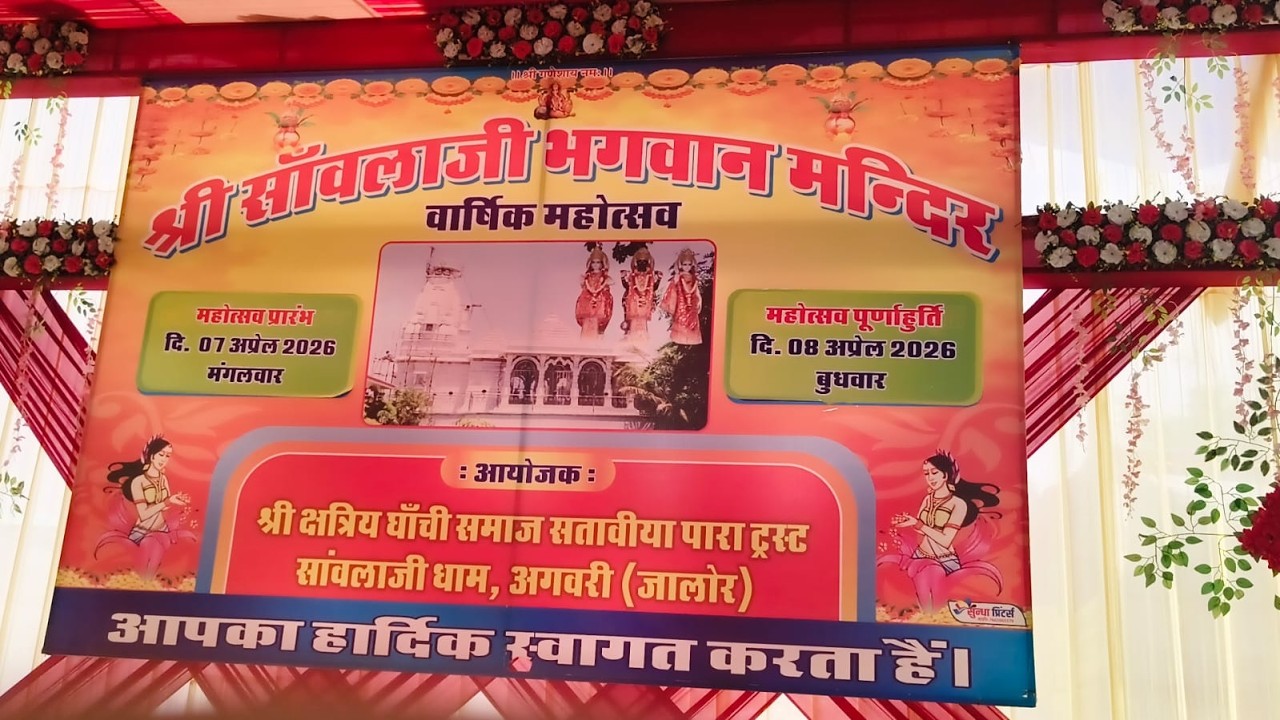 ।। श्री गणेशाय नमः ।।
श्री सॉवलाजी भगवान मन्दिर
वार्षिक महोत्सव
महोत्सव प्रारंभ
दि. 07 अप्रेल 2026
मंगलवार
महोत्सव पूर्णाहुर्ति
दि. 08 अप्रेल 2026
बुधवार
: आयोजक :
श्री क्षत्रिय घाँची समाज सतावीया पारा ट्रस्ट
सांवलाजी धाम, अगवरी (जालोर)
सुन्धा प्रिंटर्स
आपका हार्दिक स्वागत करता हैं।